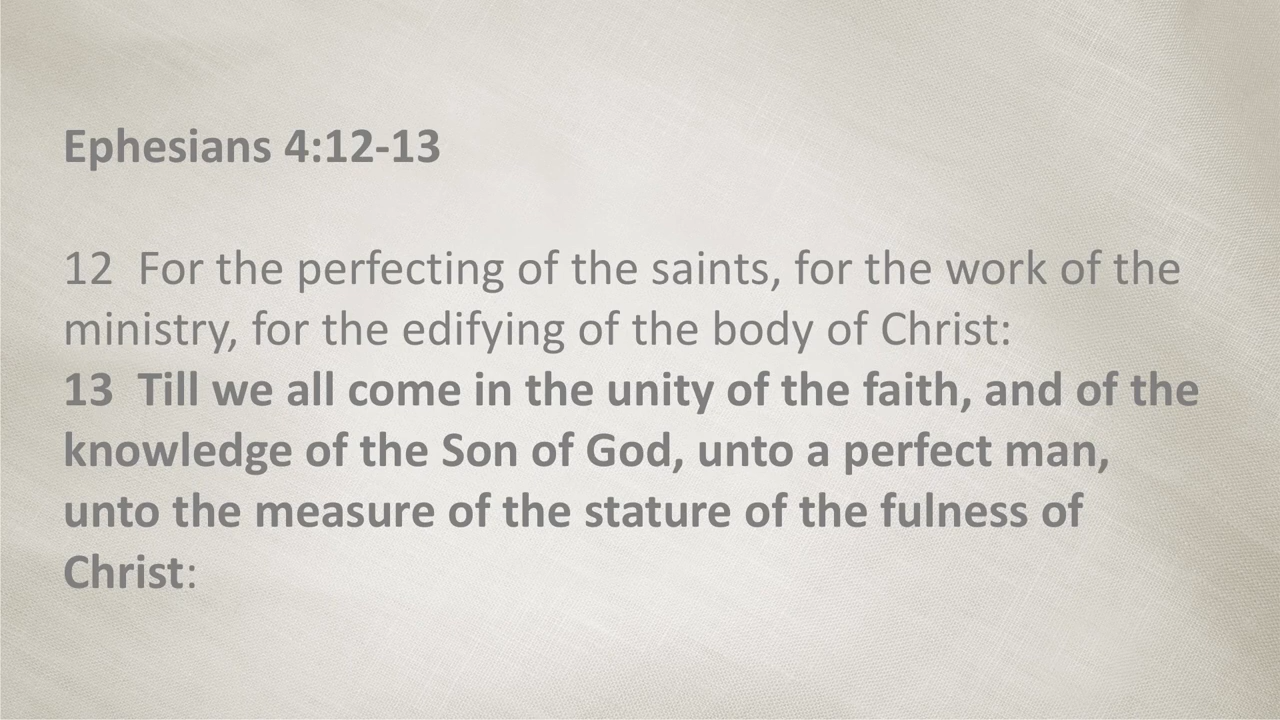 Ephesians 4:12-13
12  For the perfecting of the saints, for the work of the
ministry, for the edifying of the body of Christ:
13  Till we all come in the unity of the faith, and of the
knowledge of the Son of God, unto a perfect man,
unto the measure of the stature of the fulness of
Christ: